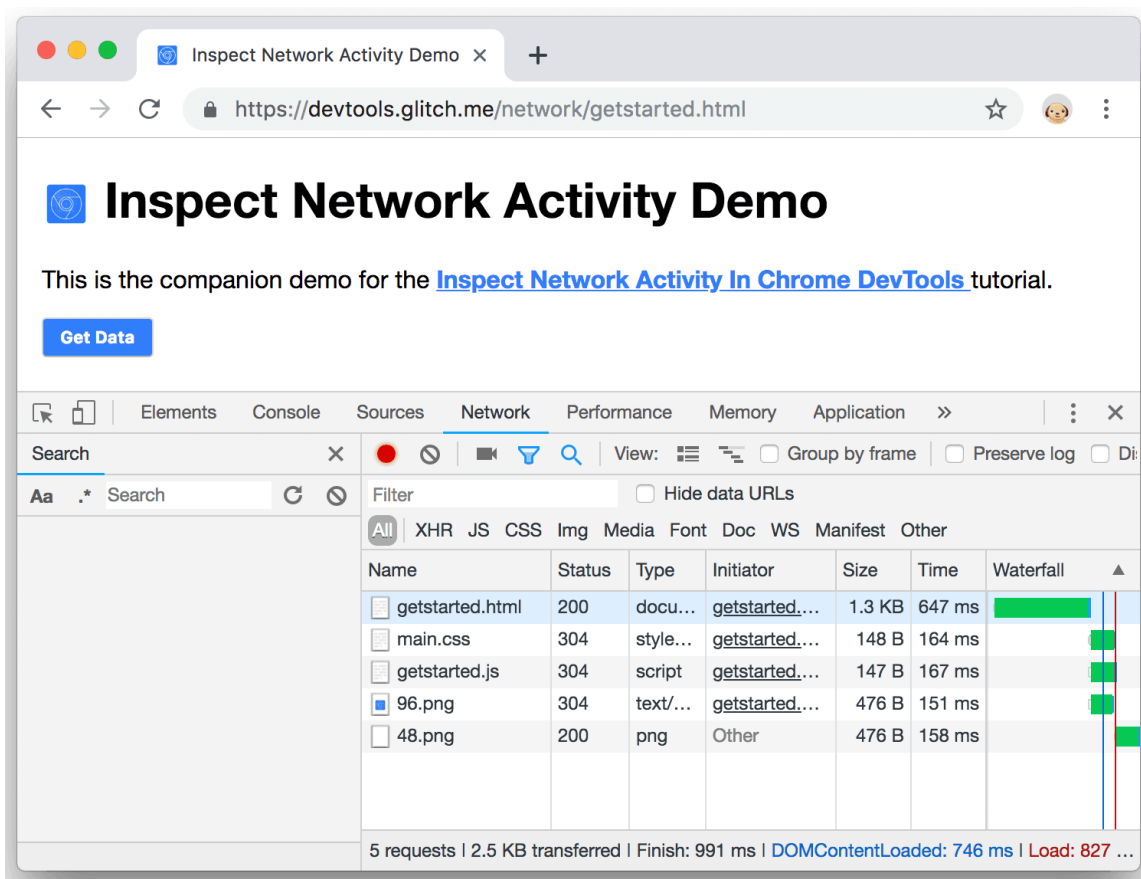 Inspect Network Activity Demo
https://devtools.glitch.me/network/getstarted.html
Inspect Network Activity Demo
This is the companion demo for the Inspect Network Activity In Chrome DevTools tutorial.
Get Data
Elements Console Sources Network Performance Memory Application »
Search
View: Group by frame Preserve log Di
Aa .* Search
Filter Hide data URLs
All XHR JS CSS Img Media Font Doc WS Manifest Other
Name Status Type Initiator Size Time Waterfall
getstarted.html 200 docu... getstarted.... 1.3 KB 647 ms
main.css 304 style... getstarted.... 148 B 164 ms
getstarted.js 304 script getstarted.... 147 B 167 ms
96.png 304 text/... getstarted.... 476 B 151 ms
48.png 200 png Other 476 B 158 ms
5 requests | 2.5 KB transferred | Finish: 991 ms | DOMContentLoaded: 746 ms | Load: 827 ...